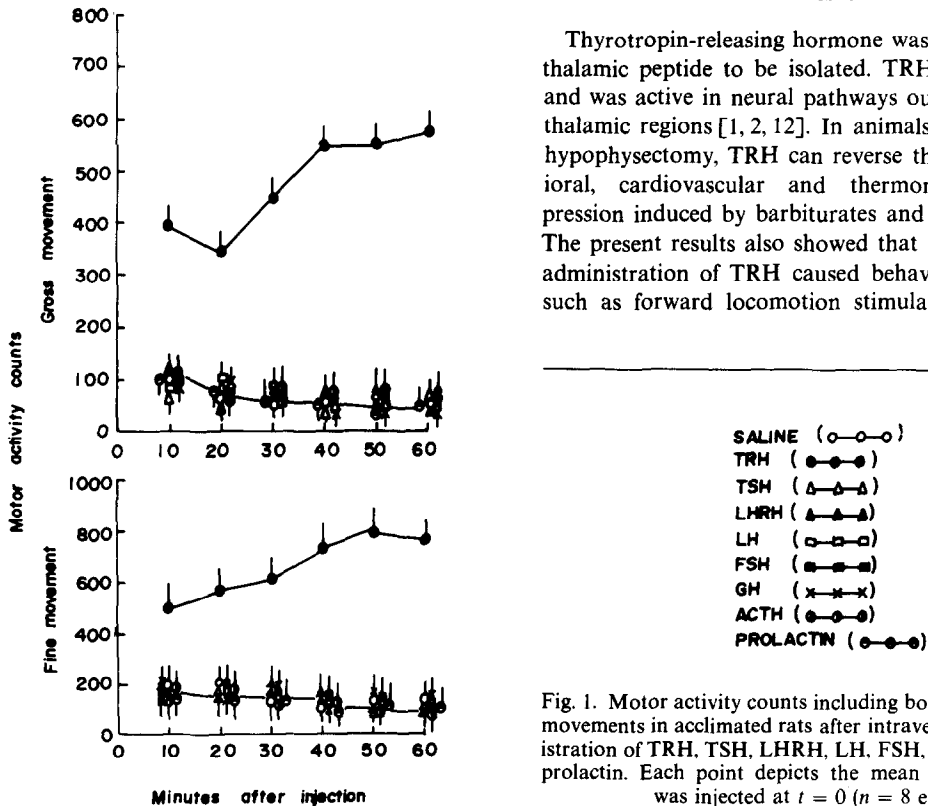 800
700
600
500
400
300
200
100
0
0 10 20 30 40 50 60
Gross movement
Motor activity counts
1000
800
600
400
200
0
0 10 20 30 40 50 60
Fine movement
Minutes after injection
Thyrotropin-releasing hormone was
thalamic peptide to be isolated. TRH
and was active in neural pathways ou
thalamic regions [1, 2, 12]. In animals
hypophysectomy, TRH can reverse th
ioral, cardiovascular and thermor
pression induced by barbiturates and
The present results also showed that
administration of TRH caused behav
such as forward locomotion stimula
SALINE (o—o—o)
TRH (●—●—●)
TSH (△—△—△)
LHRH (▲—▲—▲)
LH (□—□—□)
FSH (■—■—■)
GH (x—x—x)
ACTH (◑—◑—◑)
PROLACTIN (●—●—●)
Fig. 1. Motor activity counts including bo
movements in acclimated rats after intrave
istration of TRH, TSH, LHRH, LH, FSH,
prolactin. Each point depicts the mean
was injected at t = 0 (n = 8 e